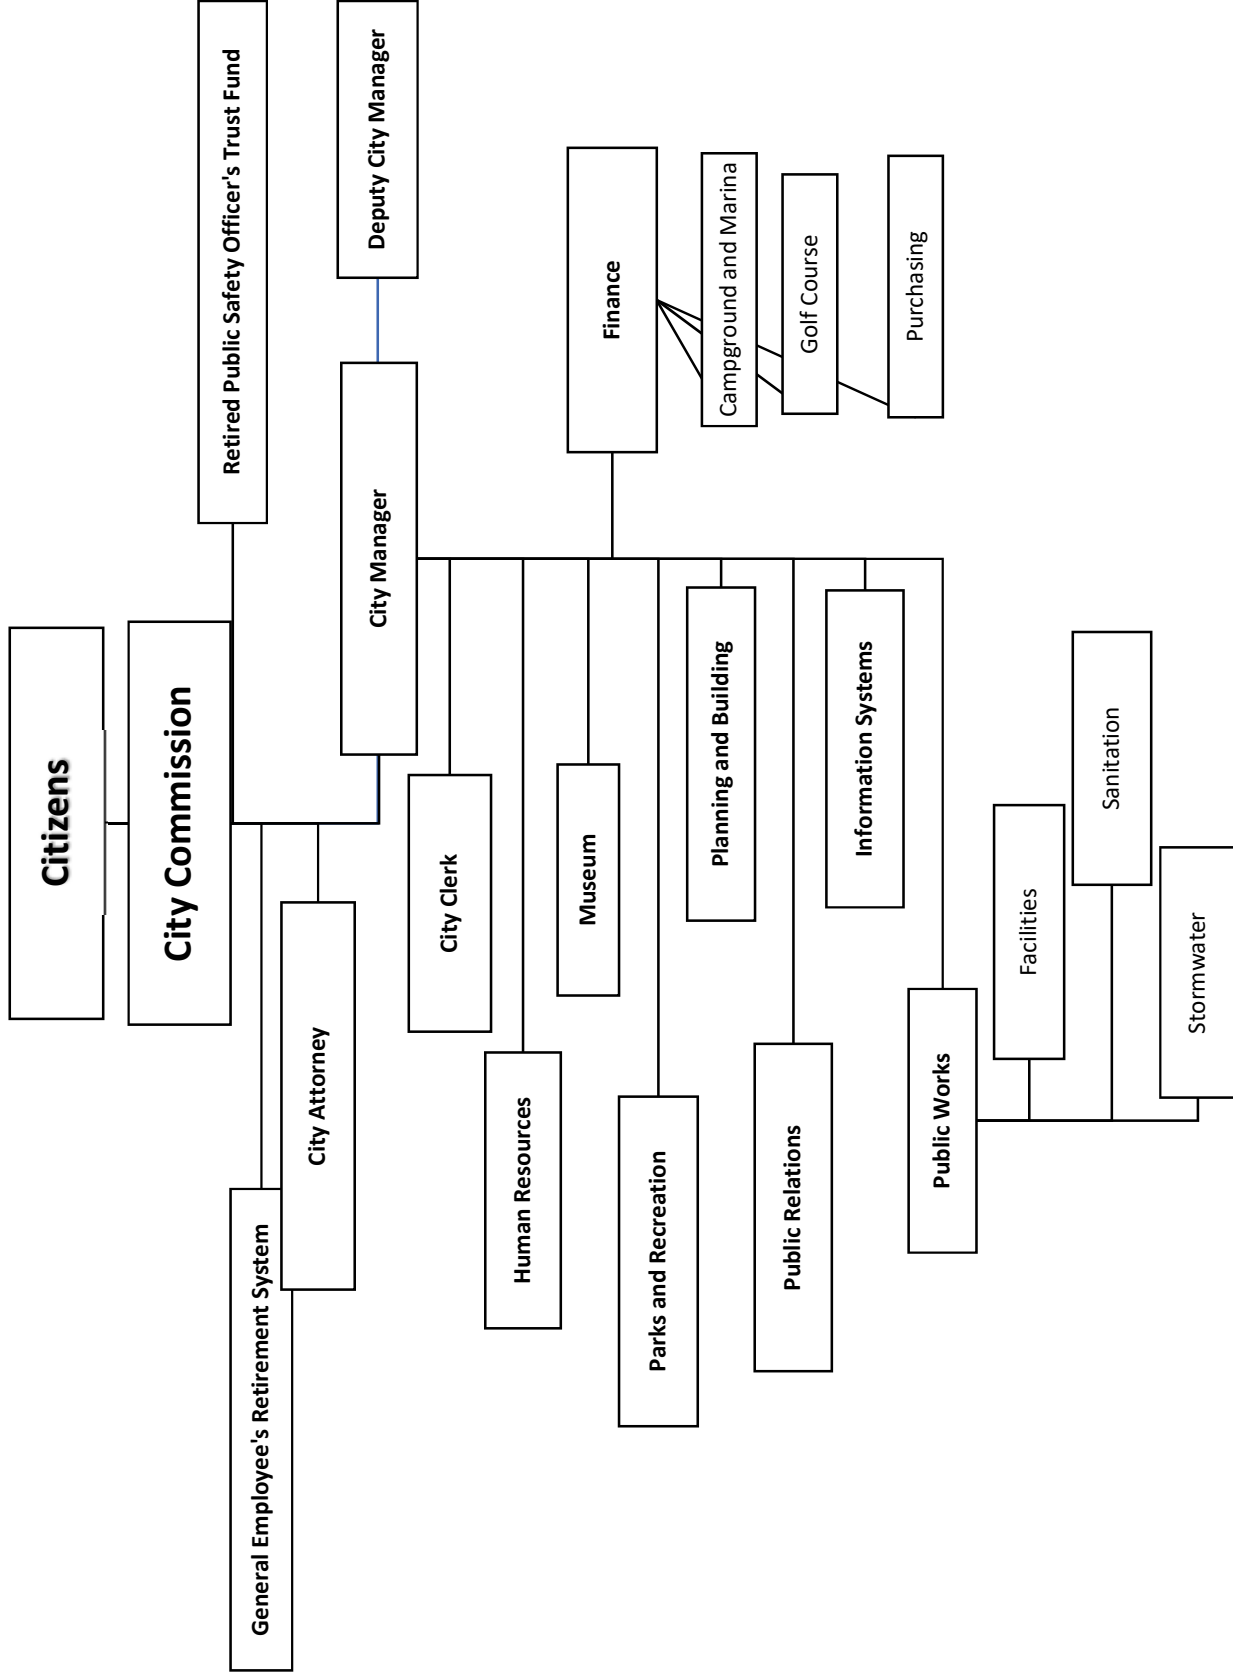 Citizens
City Commission
Retired Public Safety Officer's Trust Fund
General Employee's Retirement System
City Attorney
City Manager
Deputy City Manager
City Clerk
Human Resources
Museum
Finance
Parks and Recreation
Planning and Building
Campground and Marina
Public Relations
Golf Course
Information Systems
Purchasing
Public Works
Facilities
Sanitation
Stormwater